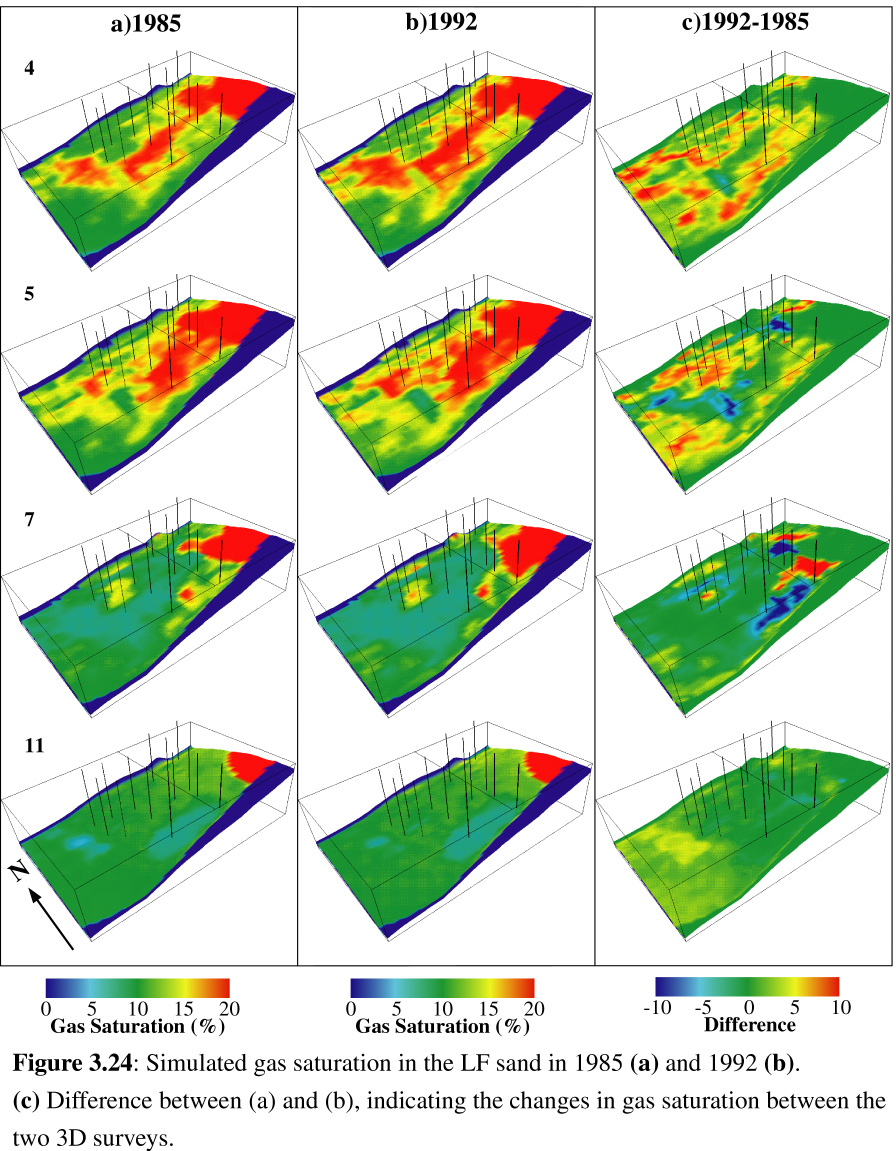 a)1985
b)1992
c)1992-1985
4
5
7
11
N
0 5 10 15 20
Gas Saturation (%)
0 5 10 15 20
Gas Saturation (%)
-10 -5 0 5 10
Difference
Figure 3.24: Simulated gas saturation in the LF sand in 1985 (a) and 1992 (b).
(c) Difference between (a) and (b), indicating the changes in gas saturation between the
two 3D surveys.